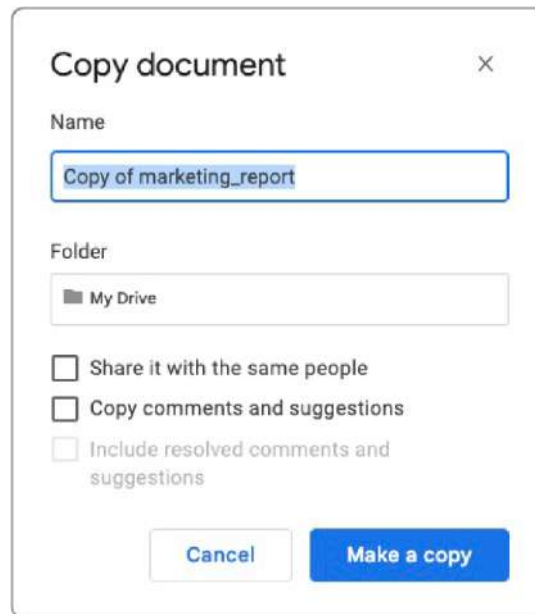 Copy document
Name
Copy of marketing_report
Folder
My Drive
Share it with the same people
Copy comments and suggestions
Include resolved comments and
suggestions
Cancel
Make a copy